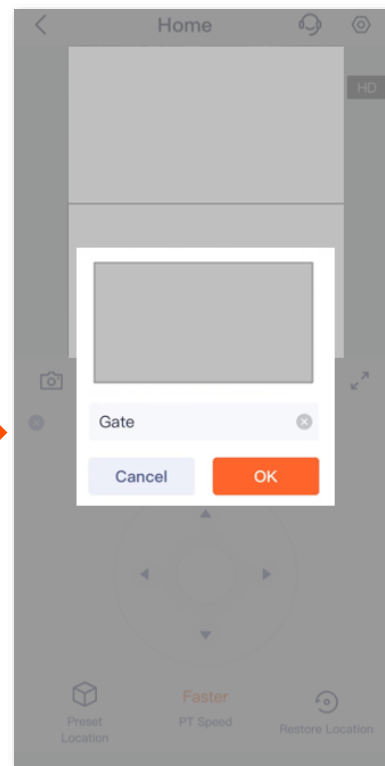 Home
HD
Gate
Cancel OK
Faster
Preset
Location
PT Speed
Restore Location